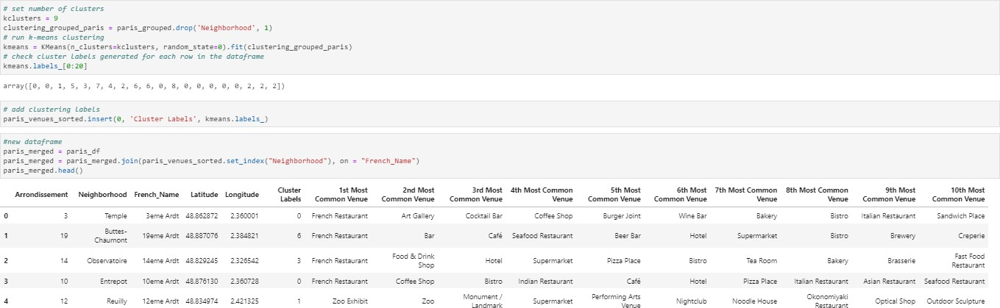 # set number of clusters
kclusters = 9
clustering_grouped_paris = paris_grouped.drop('Neighborhood', 1)
# run k-means clustering
kmeans = KMeans(n_clusters=kclusters, random_state=0).fit(clustering_grouped_paris)
# check cluster labels generated for each row in the dataframe
kmeans.labels_[0:20]
array([0, 0, 1, 5, 3, 7, 4, 2, 6, 6, 0, 8, 0, 0, 0, 0, 0, 2, 2, 2])
# add clustering labels
paris_venues_sorted.insert(0, 'Cluster Labels', kmeans.labels_)
#new dataframe
paris_merged = paris_df
paris_merged = paris_merged.join(paris_venues_sorted.set_index("Neighborhood"), on = "French_Name")
paris_merged.head()
Arrondissement Neighborhood French_Name Latitude Longitude Cluster Labels 1st Most Common Venue 2nd Most Common Venue 3rd Most Common Venue 4th Most Common Venue 5th Most Common Venue 6th Most Common Venue 7th Most Common Venue 8th Most Common Venue 9th Most Common Venue 10th Most Common Venue
0 3 Temple 3eme Ardt 48.862872 2.360001 0 French Restaurant Art Gallery Cocktail Bar Coffee Shop Burger Joint Wine Bar Bakery Bistro Italian Restaurant Sandwich Place
1 19 Buttes-Chaumont 19eme Ardt 48.887076 2.384821 6 French Restaurant Bar Café Seafood Restaurant Beer Bar Hotel Supermarket Bistro Brewery Creperie
2 14 Observatoire 14eme Ardt 48.829245 2.326542 3 French Restaurant Food & Drink Shop Hotel Supermarket Pizza Place Bistro Tea Room Bakery Brasserie Fast Food Restaurant
3 10 Entrepot 10eme Ardt 48.876130 2.360728 0 French Restaurant Coffee Shop Bistro Indian Restaurant Café Hotel Pizza Place Italian Restaurant Asian Restaurant Seafood Restaurant
4 12 Reuilly 12eme Ardt 48.834974 2.421325 1 Zoo Exhibit Zoo Monument / Landmark Supermarket Performing Arts Venue Nightclub Noodle House Okonomiyaki Restaurant Optical Shop Outdoor Sculpture